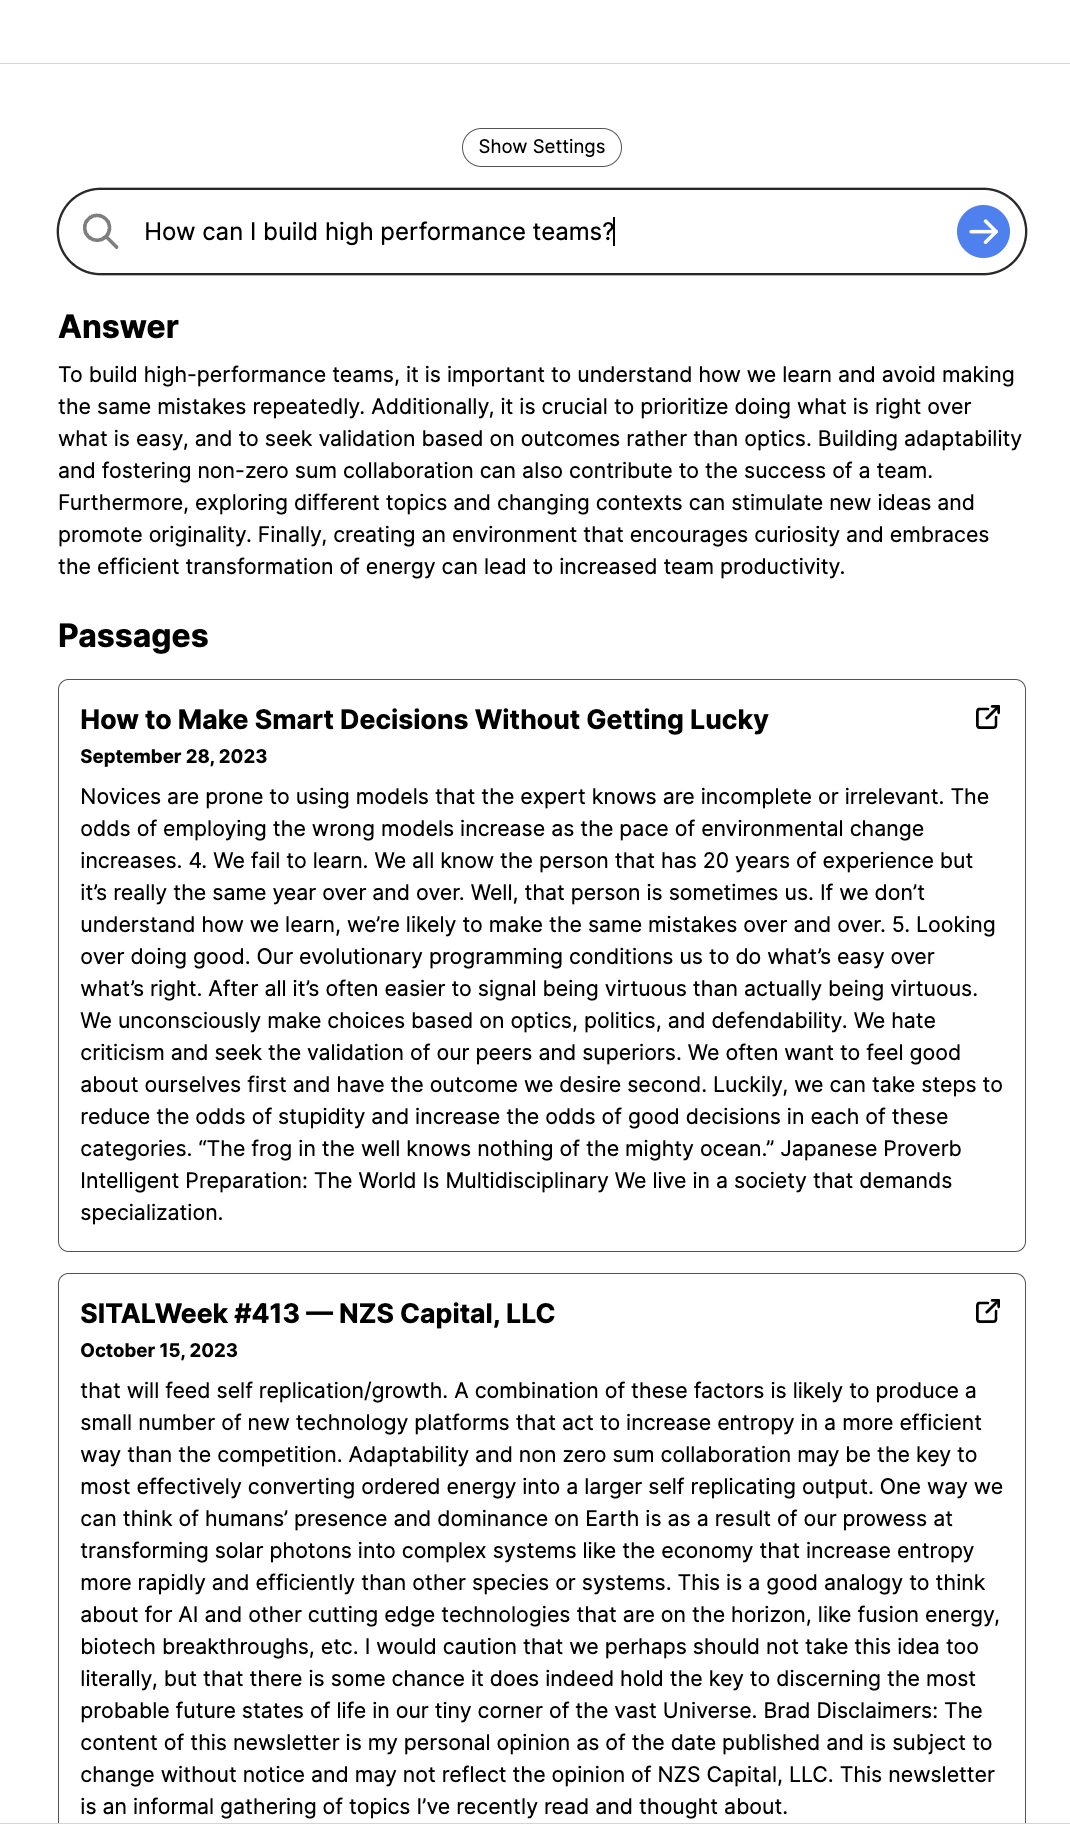 Show Settings
How can I build high performance teams?
Answer
To build high-performance teams, it is important to understand how we learn and avoid making
the same mistakes repeatedly. Additionally, it is crucial to prioritize doing what is right over
what is easy, and to seek validation based on outcomes rather than optics. Building adaptability
and fostering non-zero sum collaboration can also contribute to the success of a team.
Furthermore, exploring different topics and changing contexts can stimulate new ideas and
promote originality. Finally, creating an environment that encourages curiosity and embraces
the efficient transformation of energy can lead to increased team productivity.
Passages
How to Make Smart Decisions Without Getting Lucky
September 28, 2023
Novices are prone to using models that the expert knows are incomplete or irrelevant. The
odds of employing the wrong models increase as the pace of environmental change
increases. 4. We fail to learn. We all know the person that has 20 years of experience but
it’s really the same year over and over. Well, that person is sometimes us. If we don’t
understand how we learn, we’re likely to make the same mistakes over and over. 5. Looking
over doing good. Our evolutionary programming conditions us to do what’s easy over
what’s right. After all it’s often easier to signal being virtuous than actually being virtuous.
We unconsciously make choices based on optics, politics, and defendability. We hate
criticism and seek the validation of our peers and superiors. We often want to feel good
about ourselves first and have the outcome we desire second. Luckily, we can take steps to
reduce the odds of stupidity and increase the odds of good decisions in each of these
categories. “The frog in the well knows nothing of the mighty ocean.” Japanese Proverb
Intelligent Preparation: The World Is Multidisciplinary We live in a society that demands
specialization.
SITALWeek #413 — NZS Capital, LLC
October 15, 2023
that will feed self replication/growth. A combination of these factors is likely to produce a
small number of new technology platforms that act to increase entropy in a more efficient
way than the competition. Adaptability and non zero sum collaboration may be the key to
most effectively converting ordered energy into a larger self replicating output. One way we
can think of humans’ presence and dominance on Earth is as a result of our prowess at
transforming solar photons into complex systems like the economy that increase entropy
more rapidly and efficiently than other species or systems. This is a good analogy to think
about for AI and other cutting edge technologies that are on the horizon, like fusion energy,
biotech breakthroughs, etc. I would caution that we perhaps should not take this idea too
literally, but that there is some chance it does indeed hold the key to discerning the most
probable future states of life in our tiny corner of the vast Universe. Brad Disclaimers: The
content of this newsletter is my personal opinion as of the date published and is subject to
change without notice and may not reflect the opinion of NZS Capital, LLC. This newsletter
is an informal gathering of topics I’ve recently read and thought about.